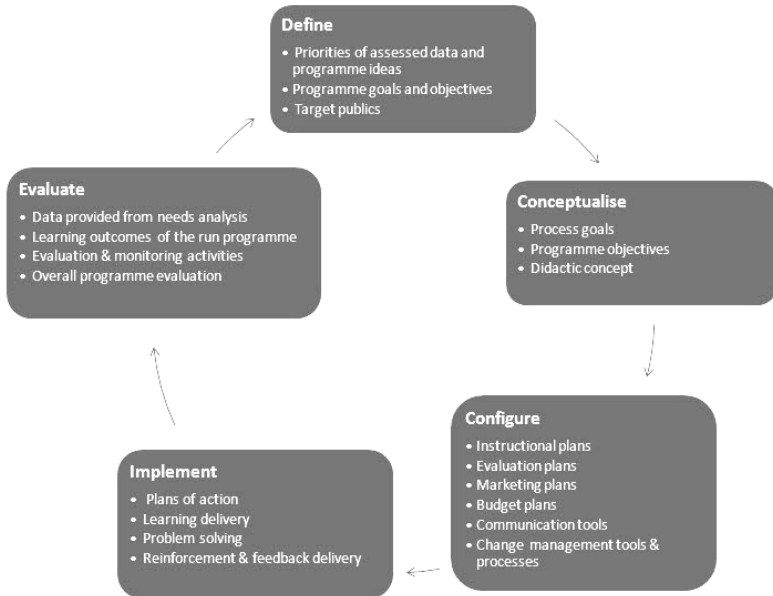 Define
• Priorities of assessed data and
programme ideas
• Programme goals and objectives
• Target publics
Conceptualise
• Process goals
• Programme objectives
• Didactic concept
Configure
• Instructional plans
• Evaluation plans
• Marketing plans
• Budget plans
• Communication tools
• Change management tools &
processes
Implement
• Plans of action
• Learning delivery
• Problem solving
• Reinforcement & feedback delivery
Evaluate
• Data provided from needs analysis
• Learning outcomes of the run programme
• Evaluation & monitoring activities
• Overall programme evaluation